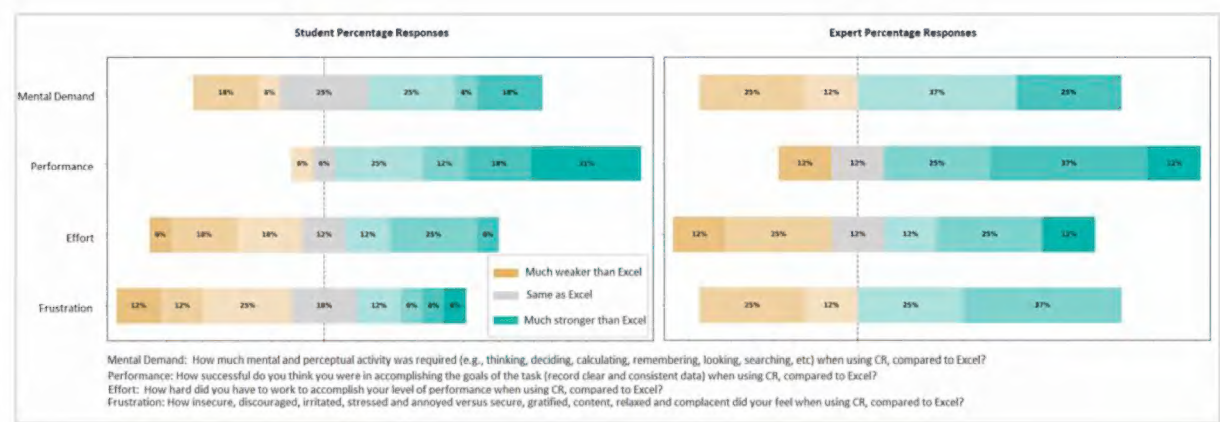 Student Percentage Responses
Expert Percentage Responses
Mental Demand
18% 6% 25% 25% 6% 18%
25% 12% 37% 25%
Performance
6% 6% 25% 12% 18% 31%
12% 12% 25% 37% 12%
Effort
6% 18% 18% 12% 12% 25% 6%
12% 25% 12% 12% 25% 12%
Frustration
12% 12% 25% 18% 12% 6% 6% 6%
25% 12% 25% 37%
Much weaker than Excel
Same as Excel
Much stronger than Excel
Mental Demand: How much mental and perceptual activity was required (e.g., thinking, deciding, calculating, remembering, looking, searching, etc) when using CR, compared to Excel?
Performance: How successful do you think you were in accomplishing the goals of the task (record clear and consistent data) when using CR, compared to Excel?
Effort: How hard did you have to work to accomplish your level of performance when using CR, compared to Excel?
Frustration: How insecure, discouraged, irritated, stressed and annoyed versus secure, gratified, content, relaxed and complacent did your feel when using CR, compared to Excel?